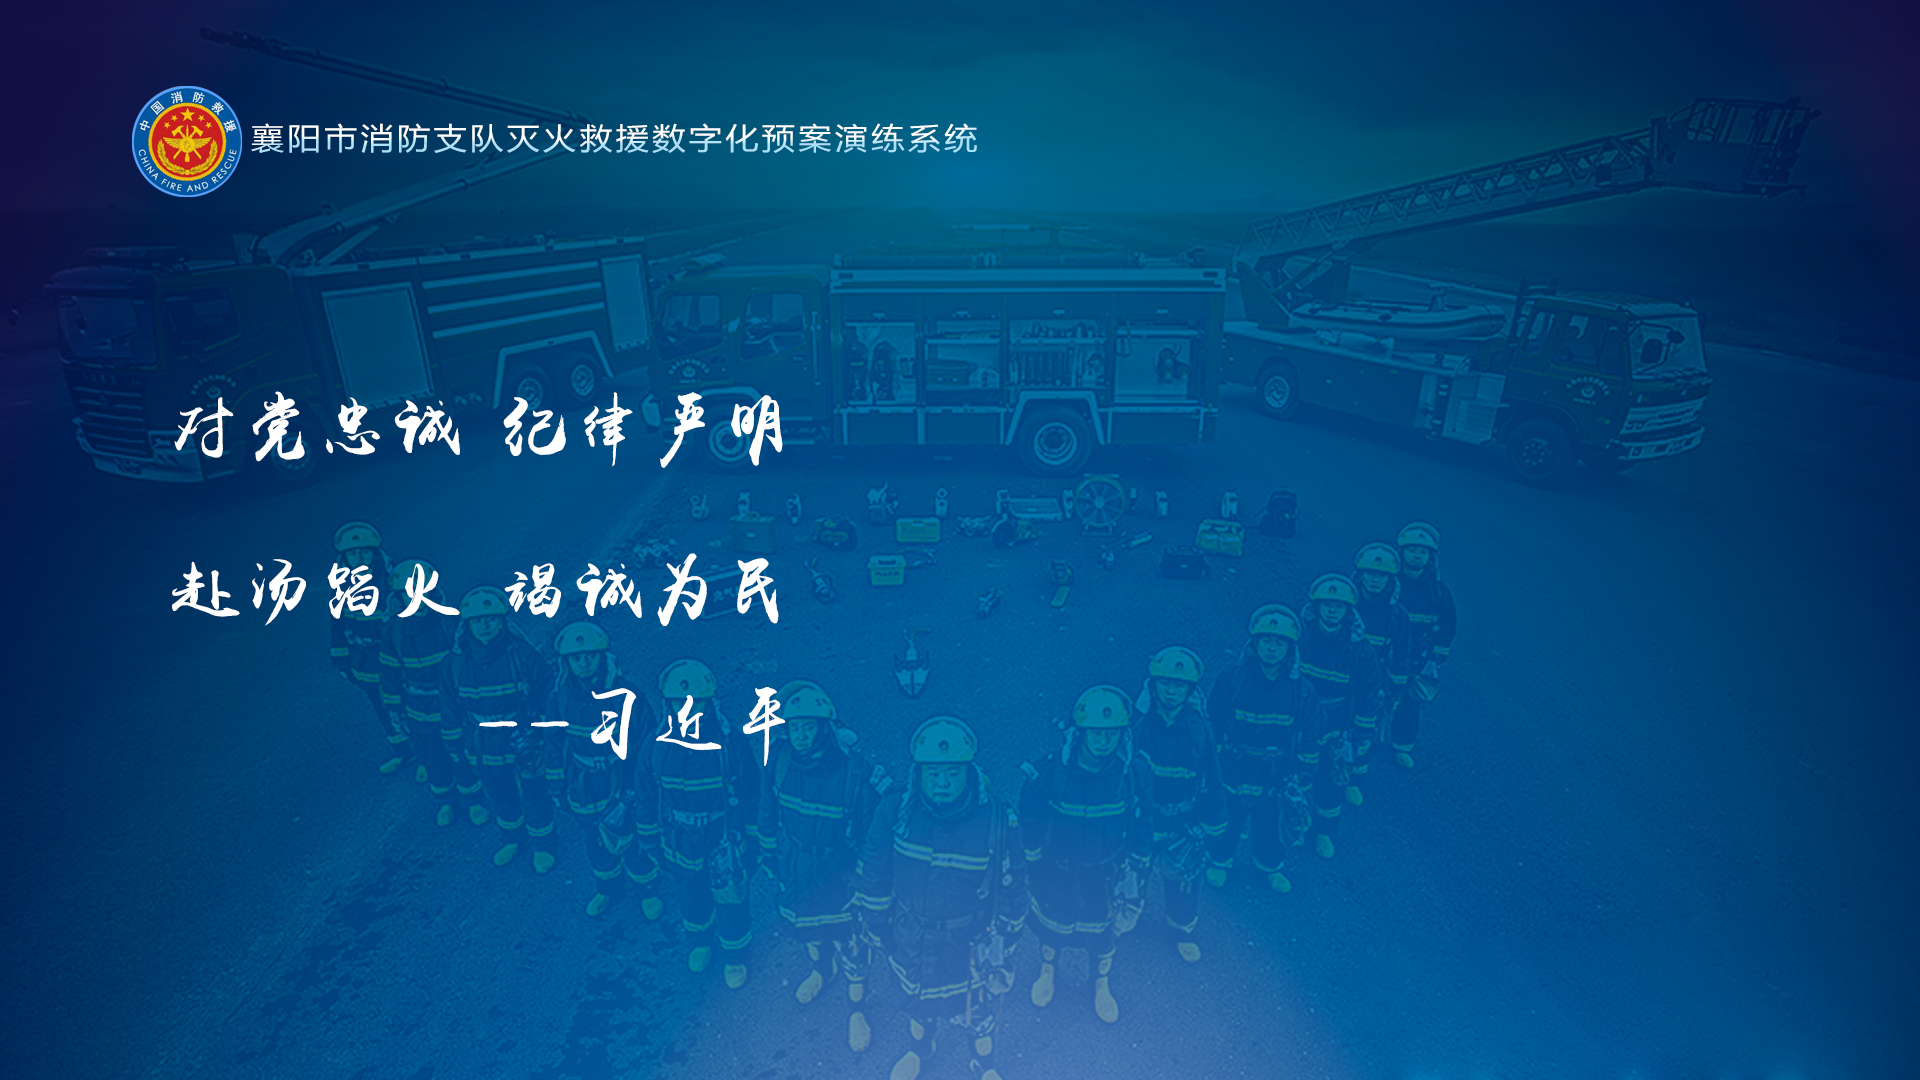 中国消防救援
CHINA FIRE AND RESCUE
襄阳市消防支队灭火救援数字化预案演练系统
对党忠诚 纪律严明
赴汤蹈火 竭诚为民
--习近平